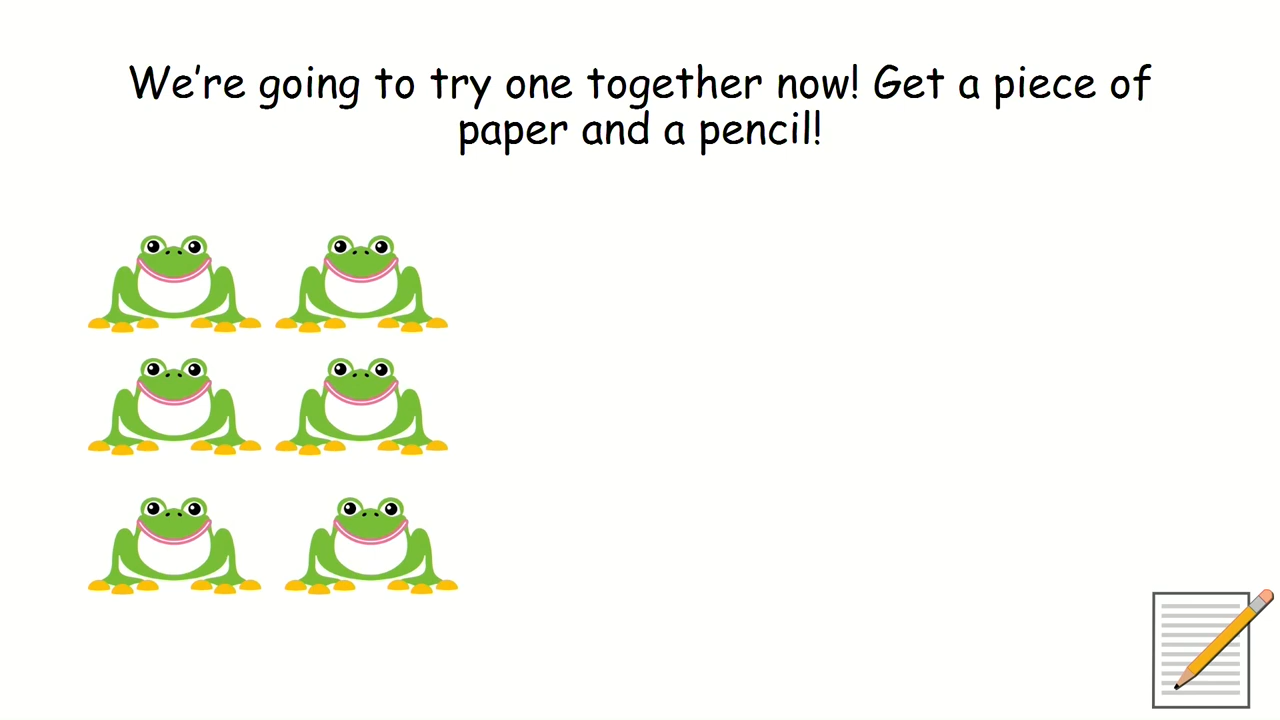 We're going to try one together now! Get a piece of
paper and a pencil!